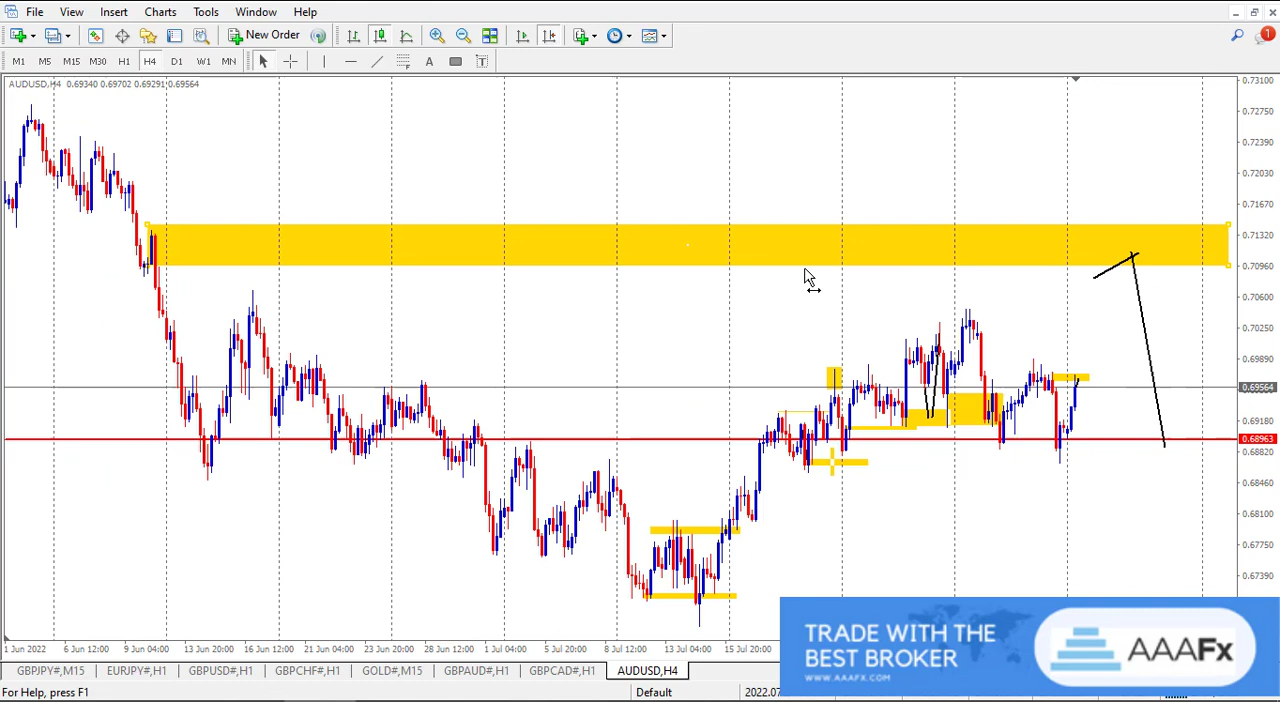 File View Insert Charts Tools Window Help
New Order 1
M1 M5 M15 M30 H1 H4 D1 W1 MN A T
AUDUSD,H4 0.69340 0.69702 0.69291 0.69564
0.73100
0.72750
0.72390
0.72030
0.71670
0.71320
0.70960
0.70600
0.70250
0.69890
0.69564
0.69180
0.68963
0.68820
0.68460
0.68100
0.67750
0.67390
1 Jun 2022 6 Jun 12:00 9 Jun 04:00 13 Jun 20:00 16 Jun 12:00 21 Jun 04:00 23 Jun 20:00 28 Jun 12:00 1 Jul 04:00 5 Jul 20:00 8 Jul 12:00 13 Jul 04:00 15 Jul 20:00
TRADE WITH THE
BEST BROKER
WWW.AAAFX.COM
AAAFx
GBPJPY#,M15 EURJPY#,H1 GBPUSD#,H1 GBPCHF#,H1 GOLD#,M15 GBPAUD#,H1 GBPCAD#,H1 AUDUSD,H4
For Help, press F1 Default 2022.07